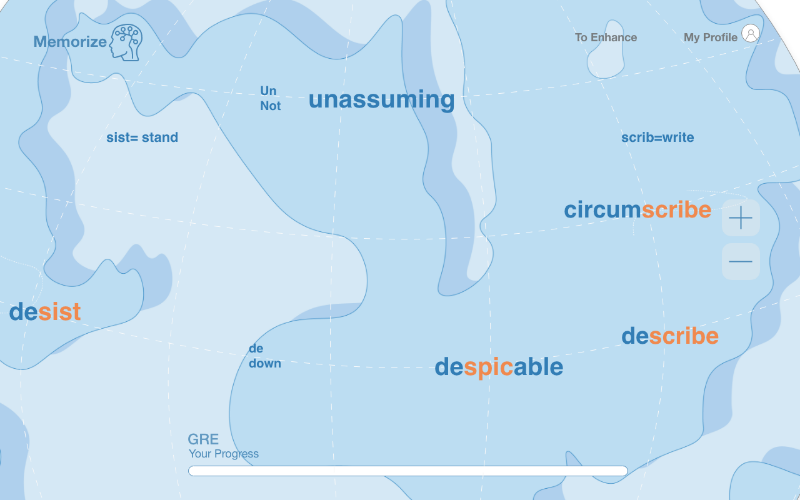 Memorize
To Enhance
My Profile
Un
Not
unassuming
sist= stand
scrib=write
circumscribe
desist
describe
de
down
despicable
GRE
Your Progress